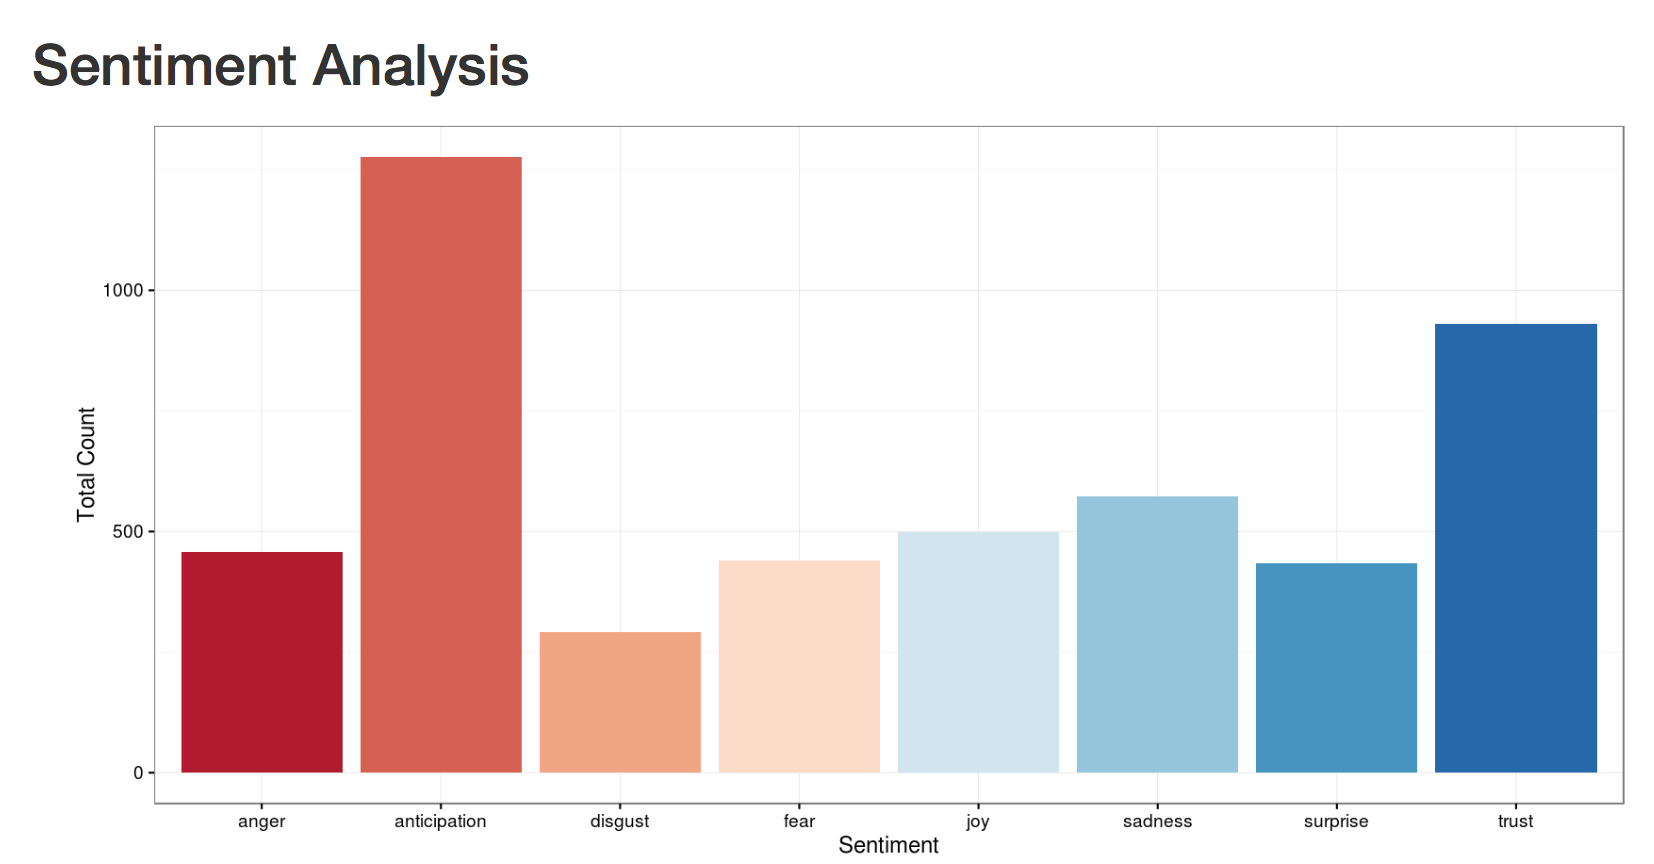 Sentiment Analysis
Total Count
1000
500
0
anger anticipation disgust fear joy sadness surprise trust
Sentiment